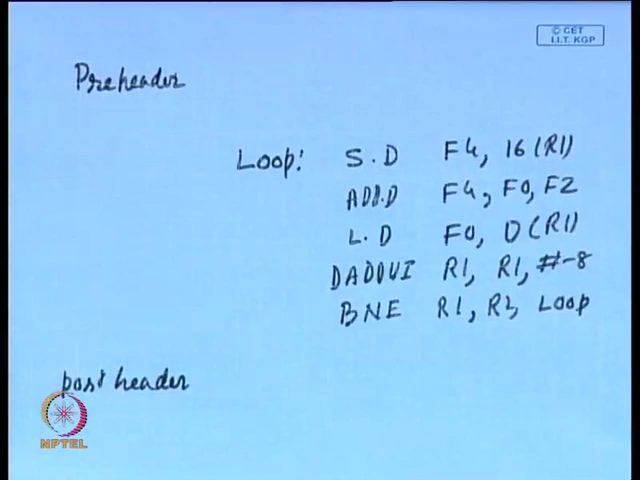 © CET
I.I.T. KGP
Preheader
Loop: S.D F4, 16(R1)
ADD.D F4, F0, F2
L.D F0, 0(R1)
DADDUI R1, R1, #-8
BNE R1, R2, Loop
post header
NPTEL